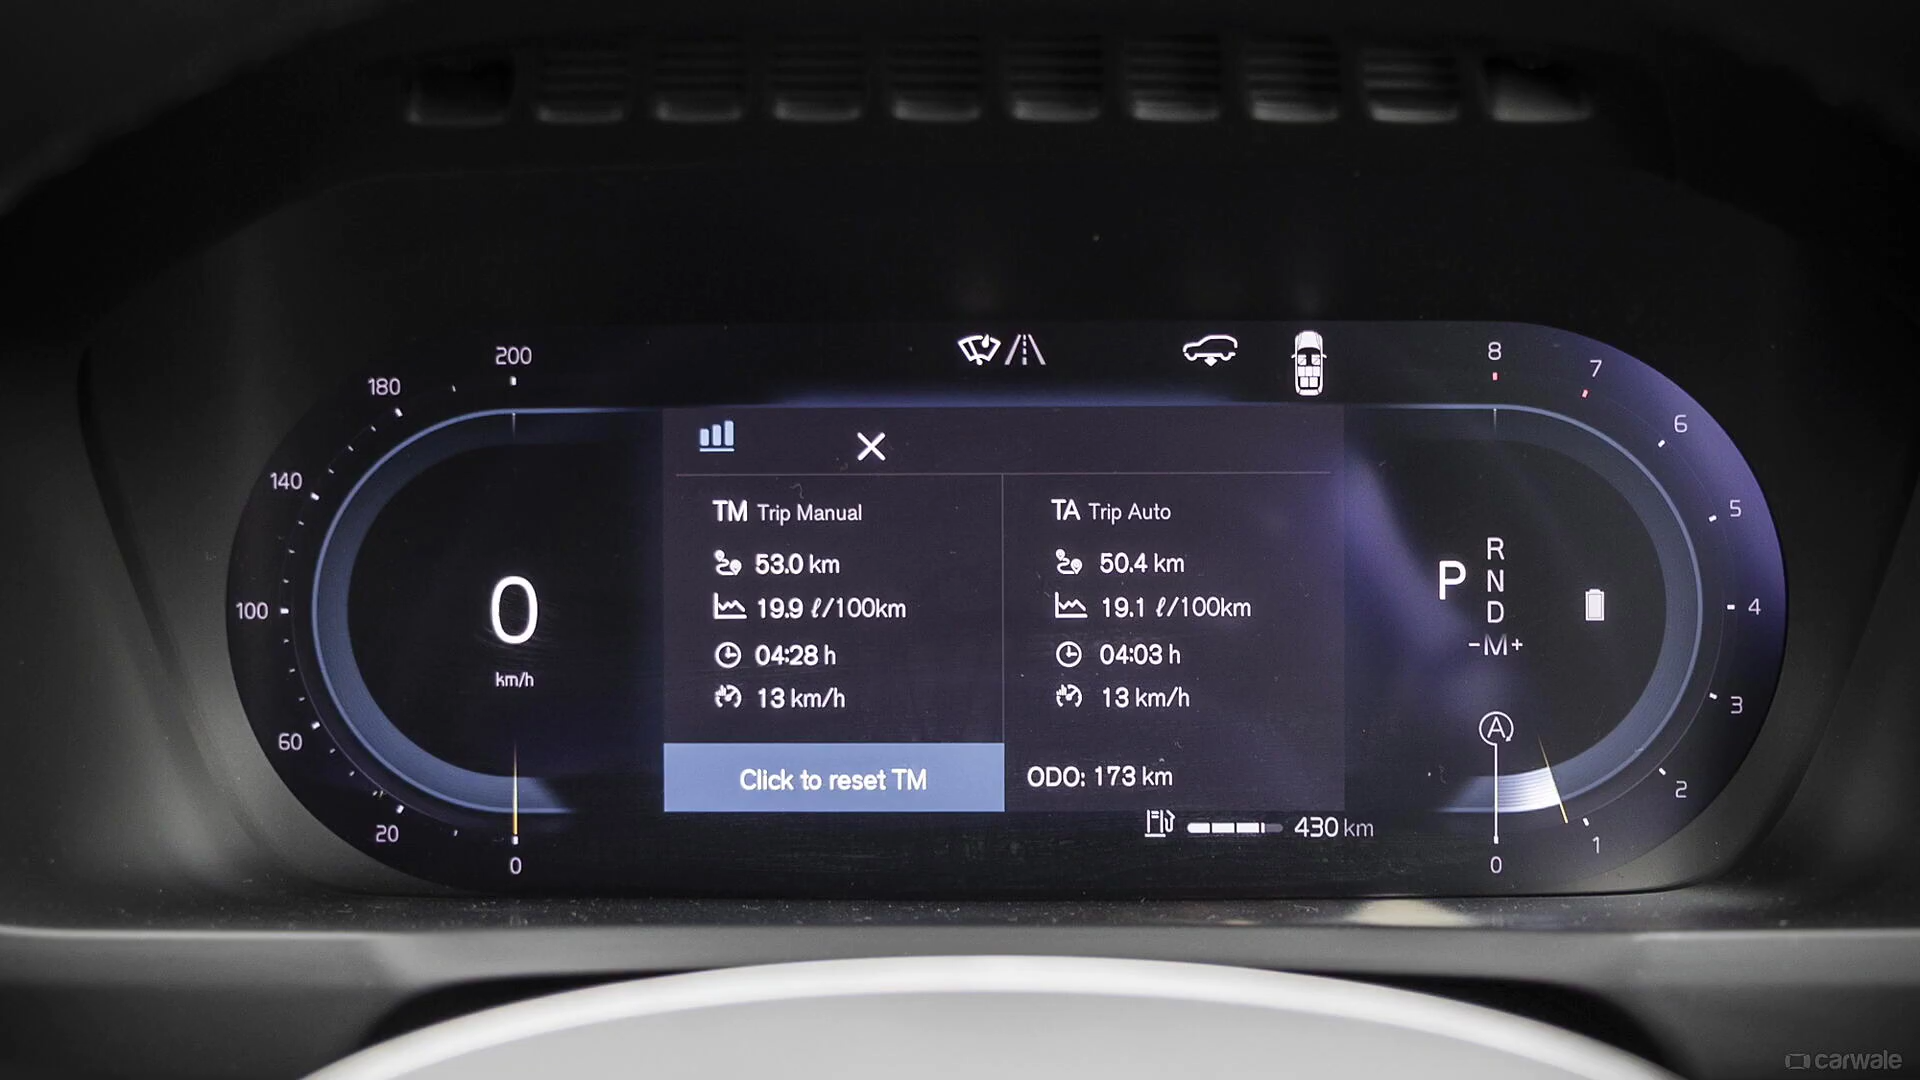 200
180
140
100
60
20
0
0
km/h
TM Trip Manual
53.0 km
19.9 ℓ/100km
04:28 h
13 km/h
Click to reset TM
TA Trip Auto
50.4 km
19.1 ℓ/100km
04:03 h
13 km/h
ODO: 173 km
430 km
8
7
6
5
4
3
2
1
0
P
R
N
D
-M+
A
carwale